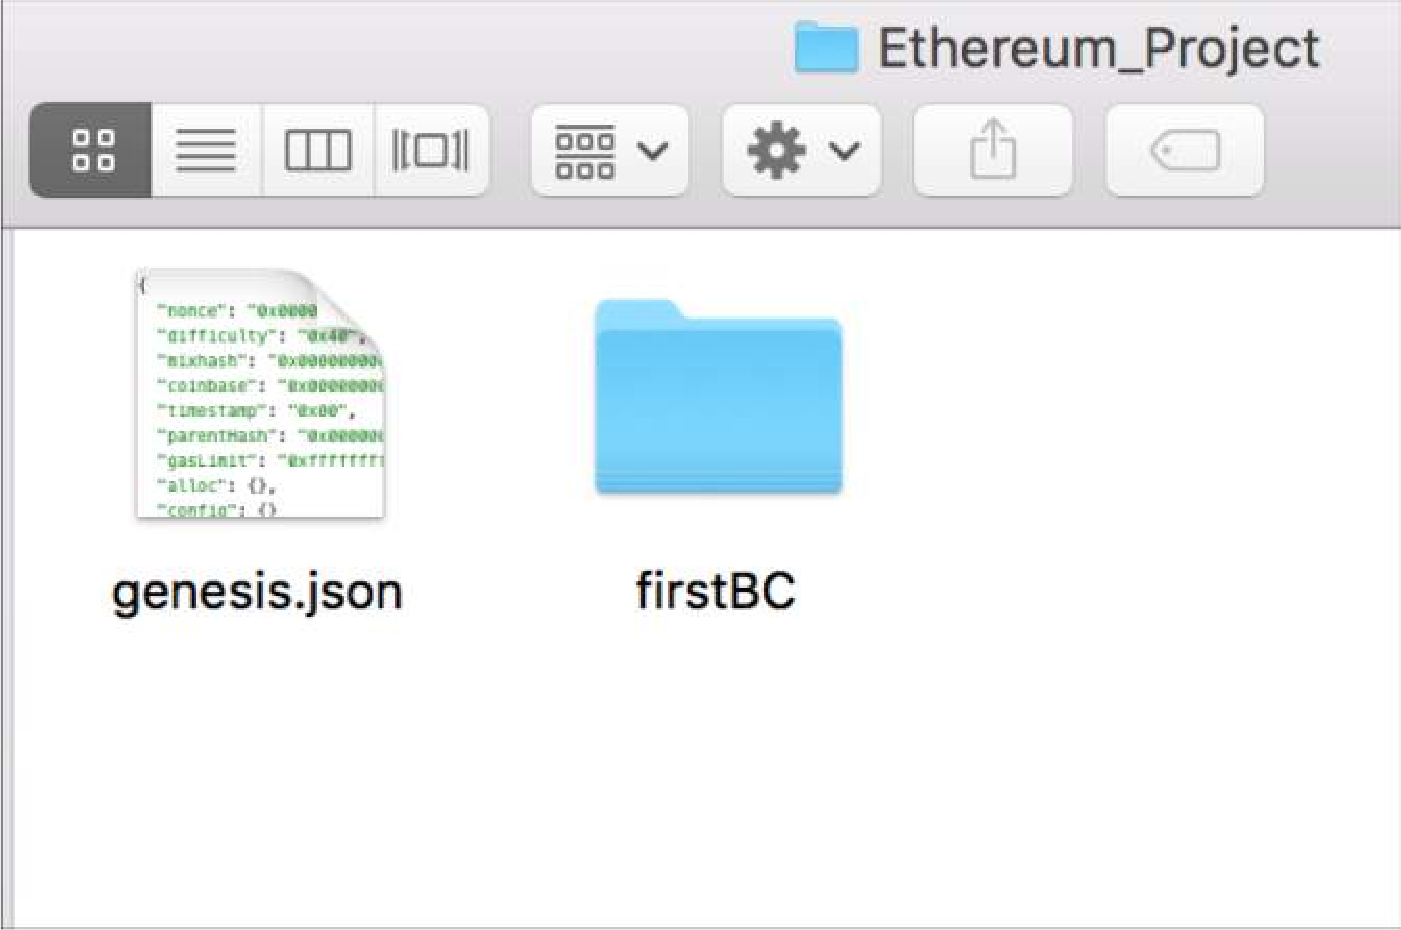 Ethereum_Project
{
"nonce": "0x0000
"difficulty": "0x40",
"mixhash": "0x000000000
"coinbase": "0x00000000
"timestamp": "0x00",
"parentHash": "0x000000
"gasLimit": "0xffffffff
"alloc": {},
"config": {}
genesis.json
firstBC